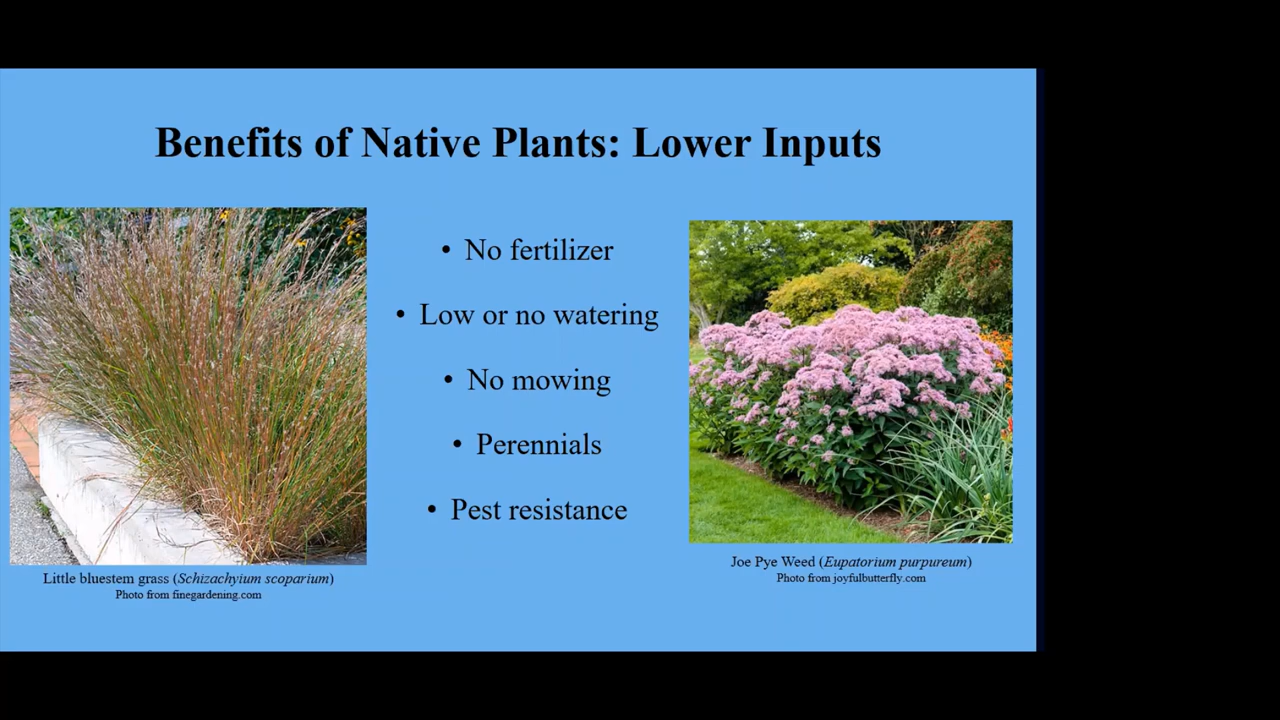 Benefits of Native Plants: Lower Inputs
• No fertilizer
• Low or no watering
• No mowing
• Perennials
• Pest resistance
Little bluestem grass (Schizachyium scoparium)
Photo from finegardening.com
Joe Pye Weed (Eupatorium purpureum)
Photo from joyfulbutterfly.com